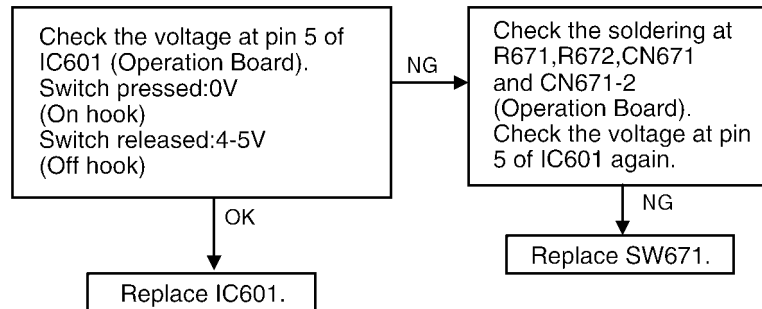 Check the voltage at pin 5 of
IC601 (Operation Board).
Switch pressed:0V
(On hook)
Switch released:4-5V
(Off hook)
NG
Check the soldering at
R671,R672,CN671
and CN671-2
(Operation Board).
Check the voltage at pin
5 of IC601 again.
OK
NG
Replace IC601.
Replace SW671.